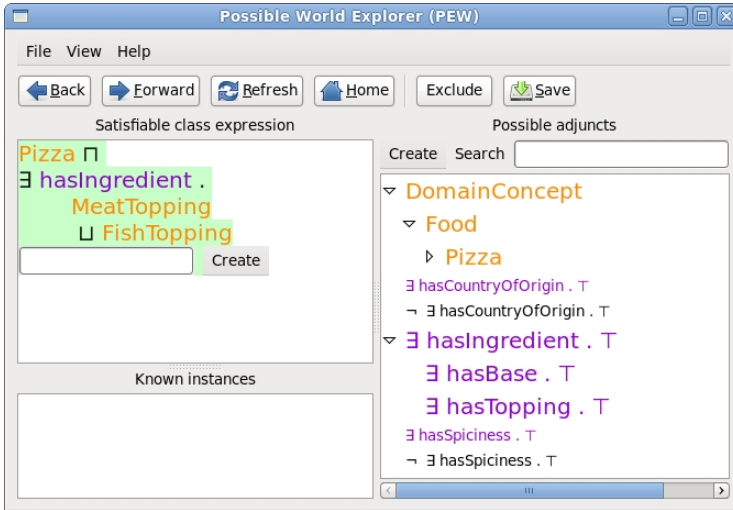 Possible World Explorer (PEW)
File View Help
Back Forward Refresh Home Exclude Save
Satisfiable class expression
Pizza ⊓
∃ hasIngredient .
MeatTopping
⊔ FishTopping
Create
Known instances
Possible adjuncts
Create Search
DomainConcept
Food
Pizza
∃ hasCountryOfOrigin . ⊤
¬ ∃ hasCountryOfOrigin . ⊤
∃ hasIngredient . ⊤
∃ hasBase . ⊤
∃ hasTopping . ⊤
∃ hasSpiciness . ⊤
¬ ∃ hasSpiciness . ⊤